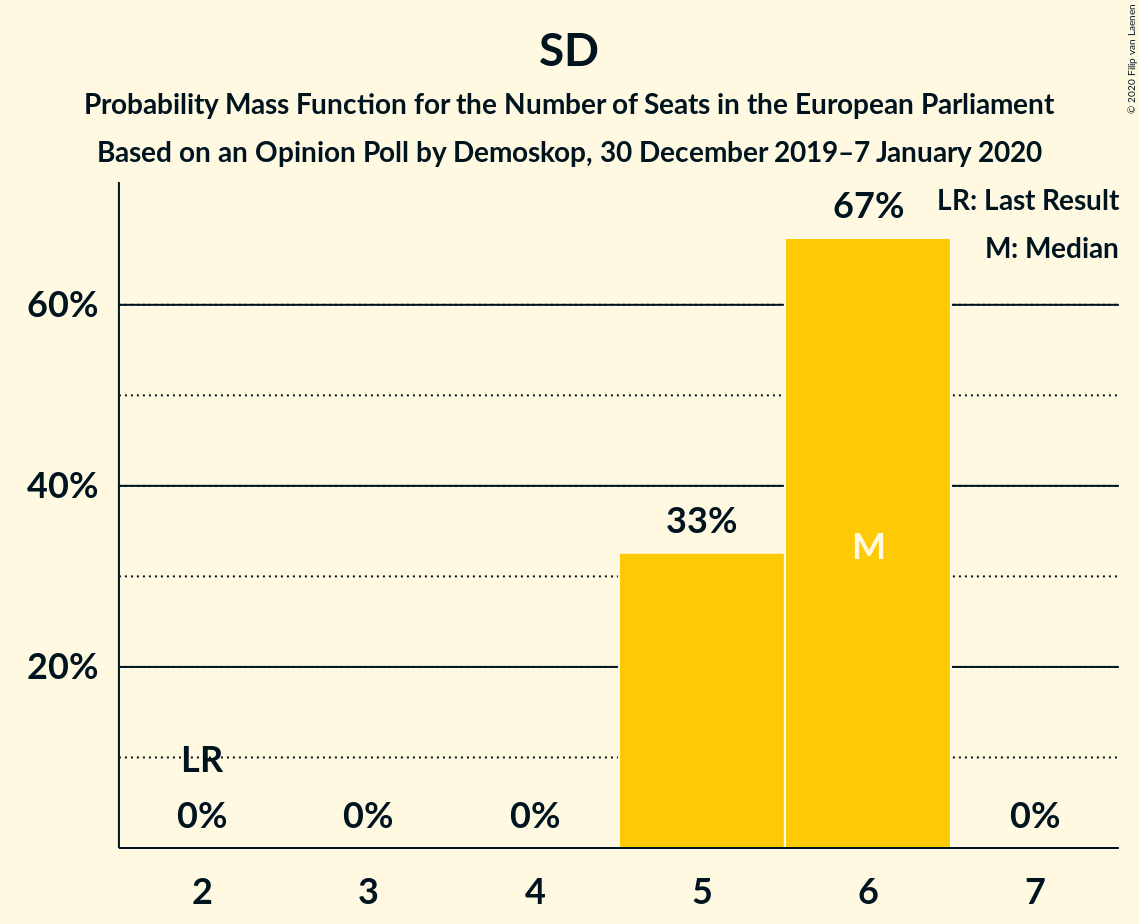 SD
Probability Mass Function for the Number of Seats in the European Parliament
Based on an Opinion Poll by Demoskop, 30 December 2019–7 January 2020
© 2020 Filip van Laenen
LR: Last Result
M: Median
67%
60%
40%
33%
M
20%
LR
0% 0% 0% 0%
2 3 4 5 6 7